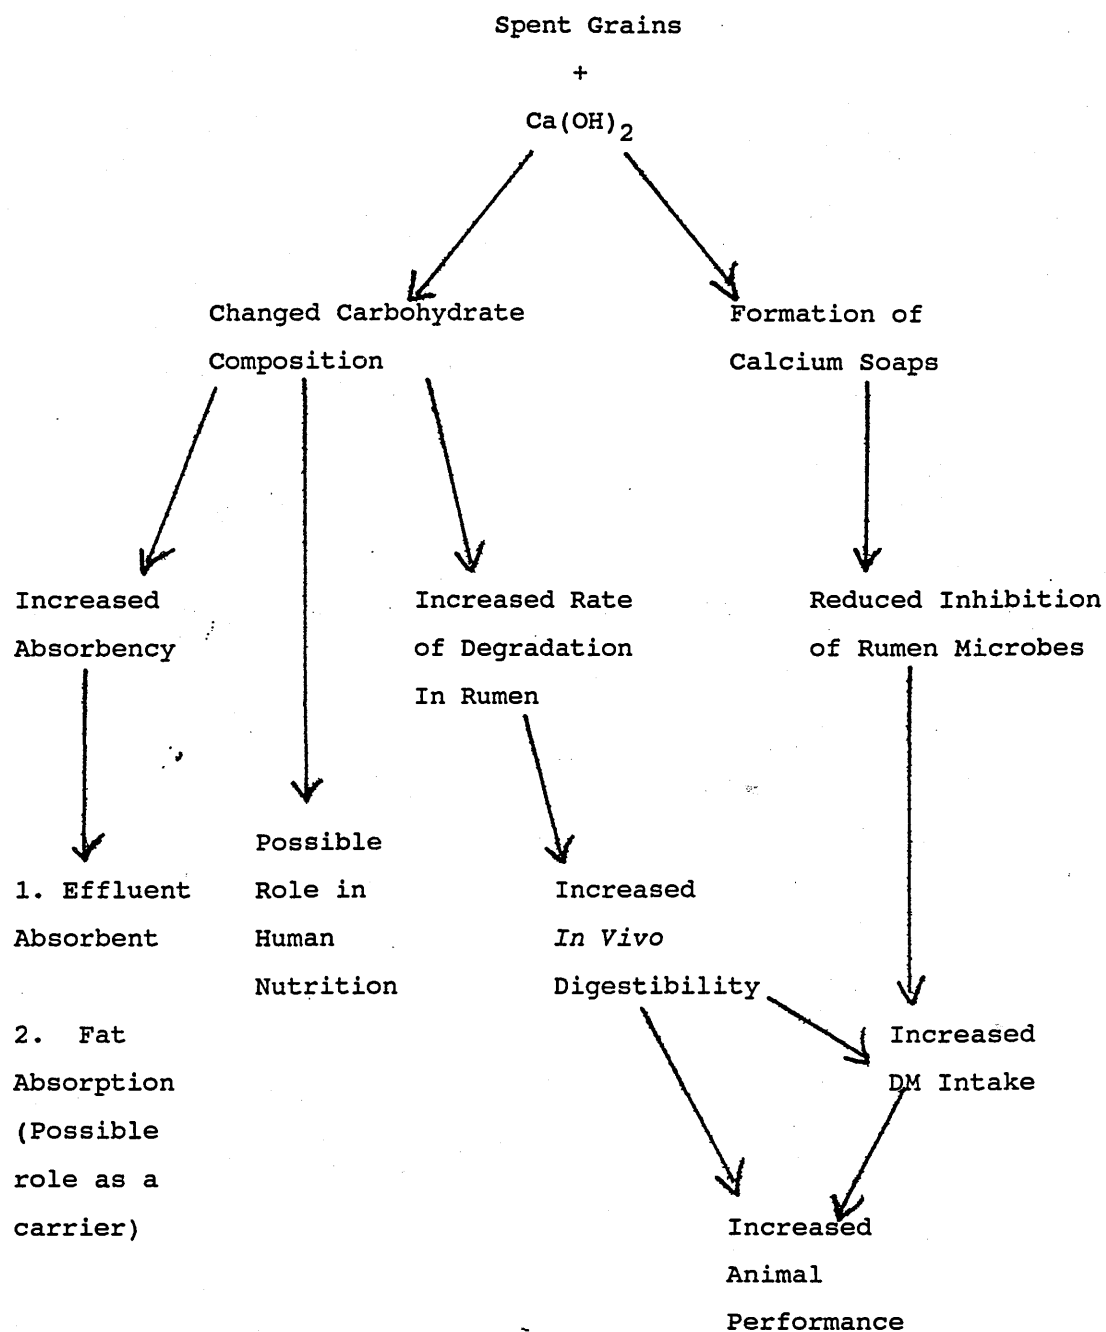 Spent Grains
+
Ca(OH)2
Changed Carbohydrate
Composition
Formation of
Calcium Soaps
Increased
Absorbency
Increased Rate
of Degradation
In Rumen
Reduced Inhibition
of Rumen Microbes
1. Effluent
Absorbent
2. Fat
Absorption
(Possible
role as a
carrier)
Possible
Role in
Human
Nutrition
Increased
In Vivo
Digestibility
Increased
DM Intake
Increased
Animal
Performance